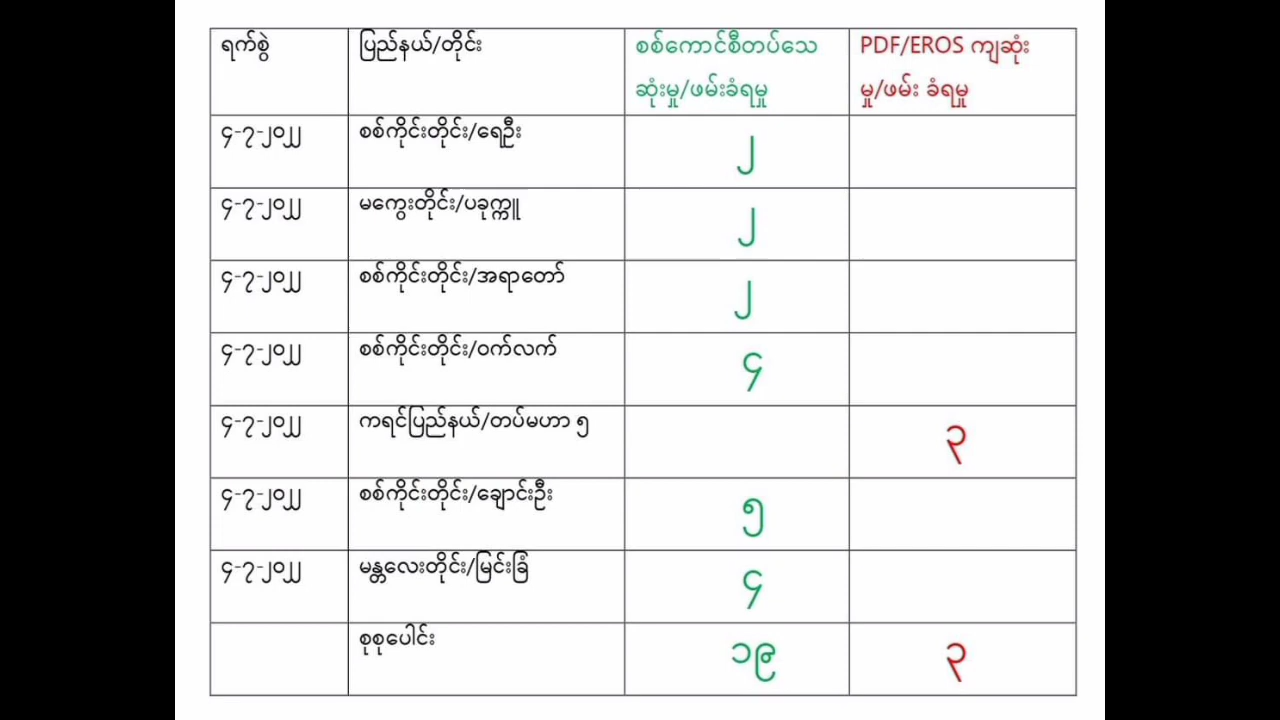 ရက်စွဲ ပြည်နယ်/တိုင်း စစ်ကောင်စီတပ်သေ PDF/EROS ကျဆုံး
ဆုံးမှု/ဖမ်းခံရမှု မှု/ဖမ်း ခံရမှု
၄-၇-၂၀၂၂ စစ်ကိုင်းတိုင်း/ရေဦး ၂
၄-၇-၂၀၂၂ မကွေးတိုင်း/ပခုက္ကူ ၂
၄-၇-၂၀၂၂ စစ်ကိုင်းတိုင်း/အရာတော် ၂
၄-၇-၂၀၂၂ စစ်ကိုင်းတိုင်း/ဝက်လက် ၄
၄-၇-၂၀၂၂ ကရင်ပြည်နယ်/တပ်မဟာ ၅ ၃
၄-၇-၂၀၂၂ စစ်ကိုင်းတိုင်း/ချောင်းဦး ၅
၄-၇-၂၀၂၂ မန္တလေးတိုင်း/မြင်းခြံ ၄
စုစုပေါင်း ၁၉ ၃